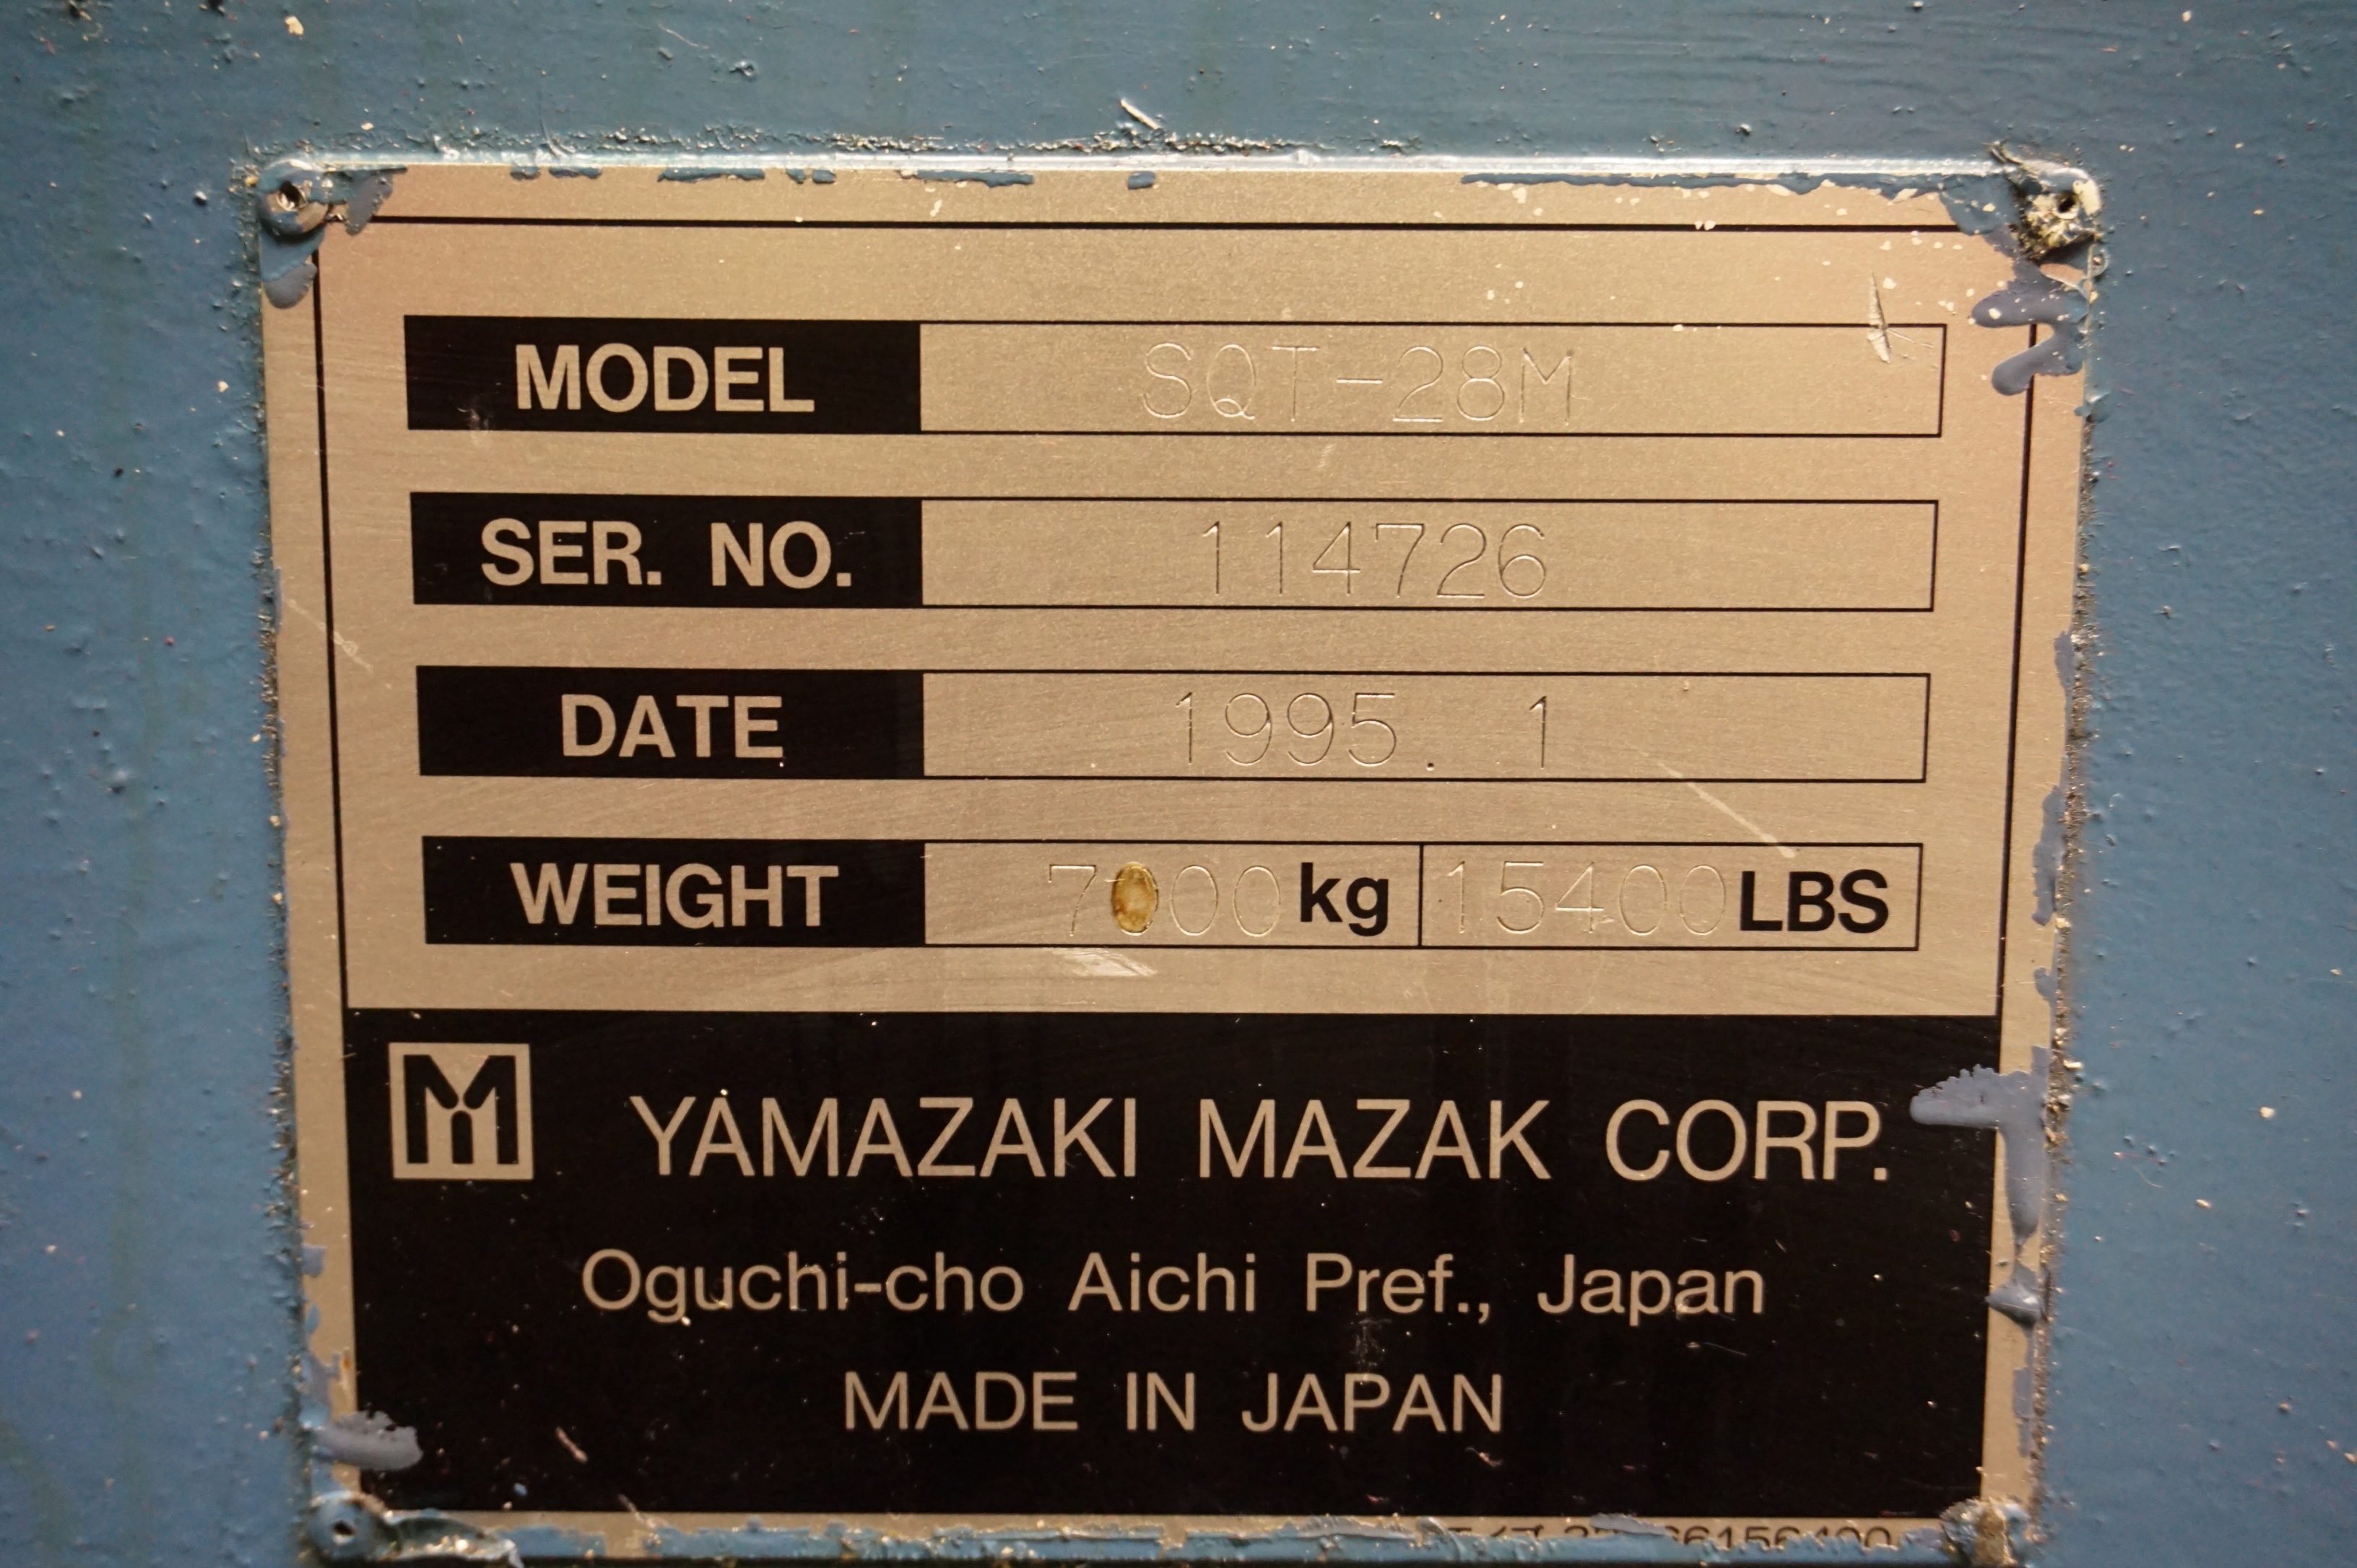 MODEL SQT-28M
SER. NO. 114726
DATE 1995. 1
WEIGHT 7000 kg 15400 LBS
M YAMAZAKI MAZAK CORP.
Oguchi-cho Aichi Pref., Japan
MADE IN JAPAN